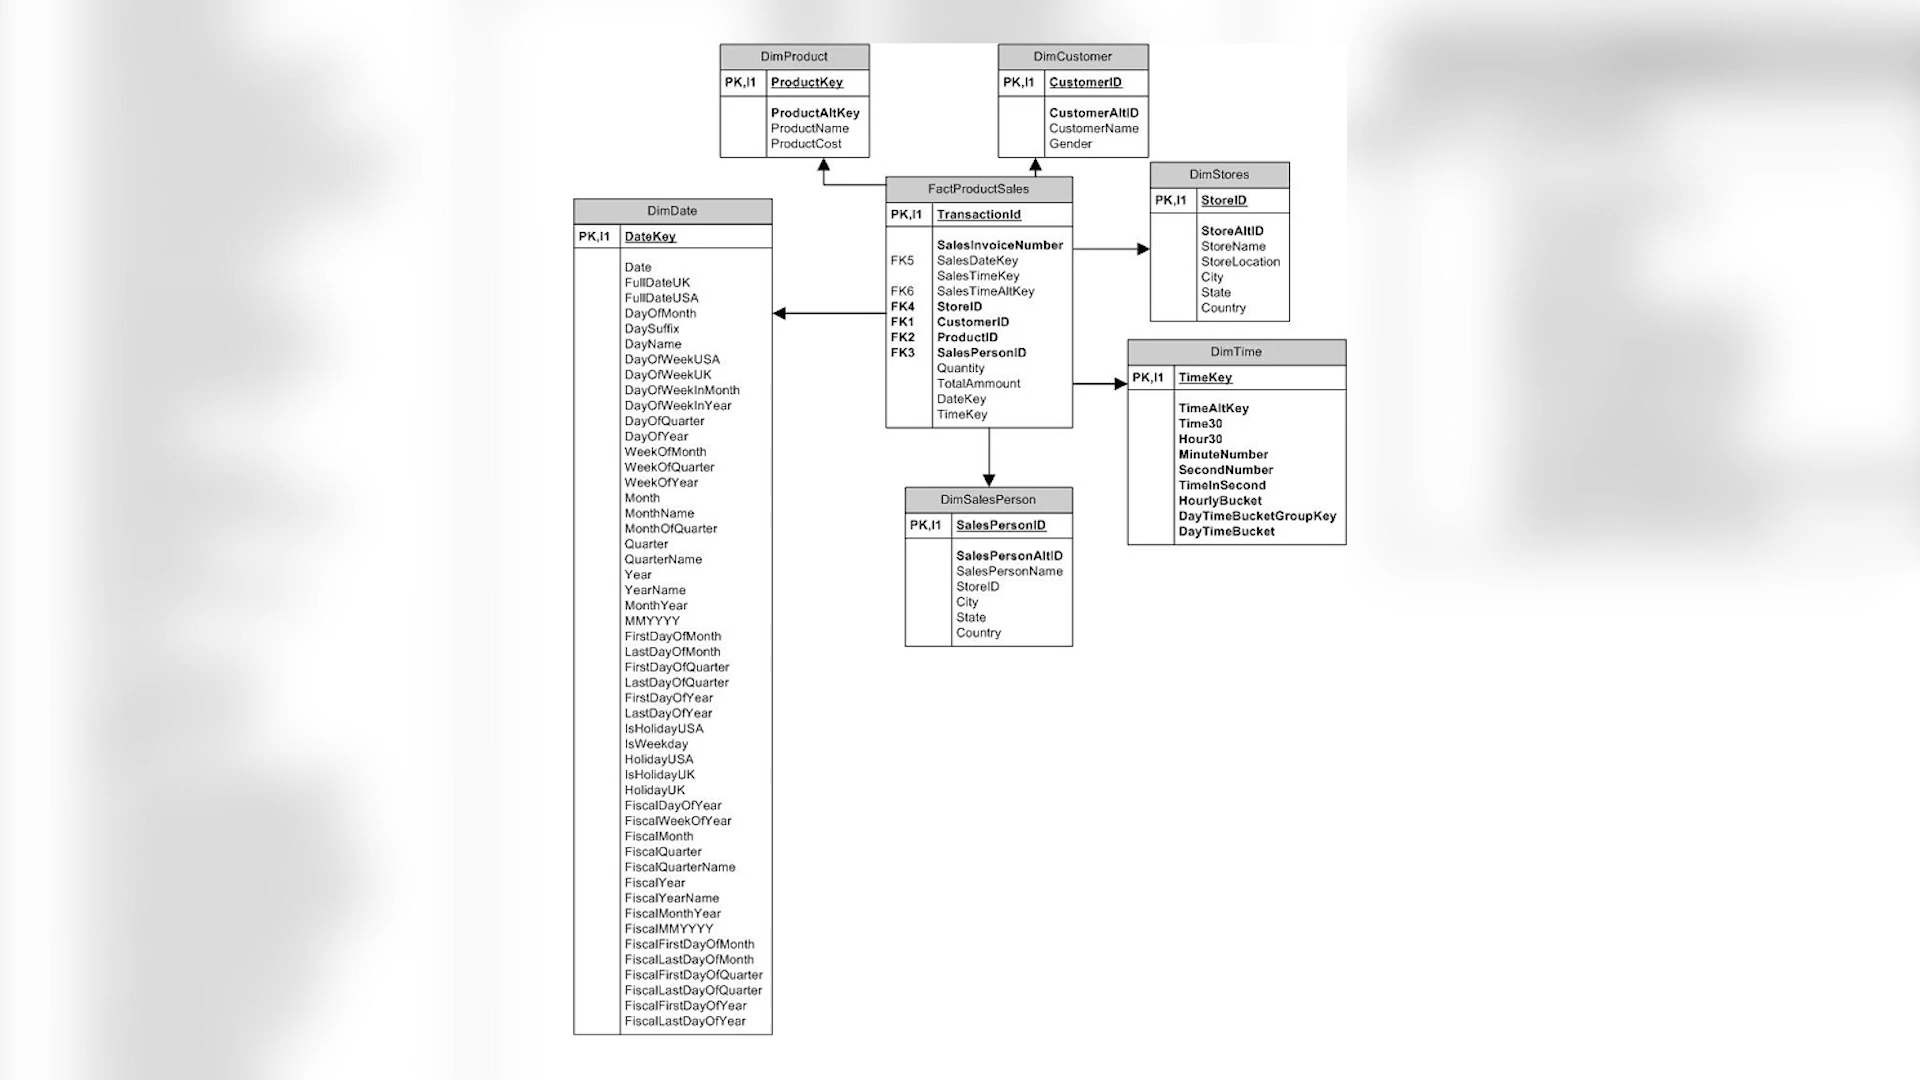 DimProduct
PK,I1 ProductKey
ProductAltKey
ProductName
ProductCost
DimCustomer
PK,I1 CustomerID
CustomerAltID
CustomerName
Gender
FactProductSales
PK,I1 TransactionId
SalesInvoiceNumber
FK5 SalesDateKey
SalesTimeKey
FK6 SalesTimeAltKey
FK4 StoreID
FK1 CustomerID
FK2 ProductID
FK3 SalesPersonID
Quantity
TotalAmmount
DateKey
TimeKey
DimStores
PK,I1 StoreID
StoreAltID
StoreName
StoreLocation
City
State
Country
DimDate
PK,I1 DateKey
Date
FullDateUK
FullDateUSA
DayOfMonth
DaySuffix
DayName
DayOfWeekUSA
DayOfWeekUK
DayOfWeekInMonth
DayOfWeekInYear
DayOfQuarter
DayOfYear
WeekOfMonth
WeekOfQuarter
WeekOfYear
Month
MonthName
MonthOfQuarter
Quarter
QuarterName
Year
YearName
MonthYear
MMYYYY
FirstDayOfMonth
LastDayOfMonth
FirstDayOfQuarter
LastDayOfQuarter
FirstDayOfYear
LastDayOfYear
IsHolidayUSA
IsWeekday
HolidayUSA
IsHolidayUK
HolidayUK
FiscalDayOfYear
FiscalWeekOfYear
FiscalMonth
FiscalQuarter
FiscalQuarterName
FiscalYear
FiscalYearName
FiscalMonthYear
FiscalMMYYYY
FiscalFirstDayOfMonth
FiscalLastDayOfMonth
FiscalFirstDayOfQuarter
FiscalLastDayOfQuarter
FiscalFirstDayOfYear
FiscalLastDayOfYear
DimTime
PK,I1 TimeKey
TimeAltKey
Time30
Hour30
MinuteNumber
SecondNumber
TimeInSecond
HourlyBucket
DayTimeBucketGroupKey
DayTimeBucket
DimSalesPerson
PK,I1 SalesPersonID
SalesPersonAltID
SalesPersonName
StoreID
City
State
Country